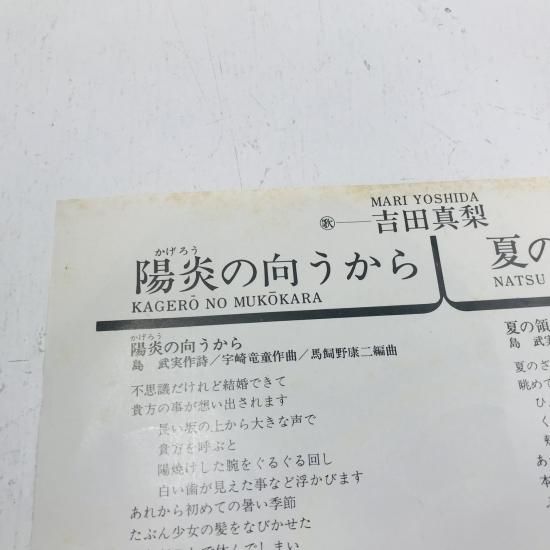 MARI YOSHIDA
歌——吉田真梨
かげろう
陽炎の向うから
KAGERŌ NO MUKŌKARA
かげろう
陽炎の向うから
島 武実作詩/宇崎竜童作曲/馬飼野康二編曲
不思議だけれど結婚できて
貴方の事が想い出されます
長い坂の上から大きな声で
貴方を呼ぶと
陽焼けした腕をぐるぐる回し
白い歯が見えた事など浮かびます
あれから初めての暑い季節
たぶん少女の髪をなびかせた
夏の
NATSU
夏の領
島 武実
夏のざ
眺めて
ひ
く
あ
本